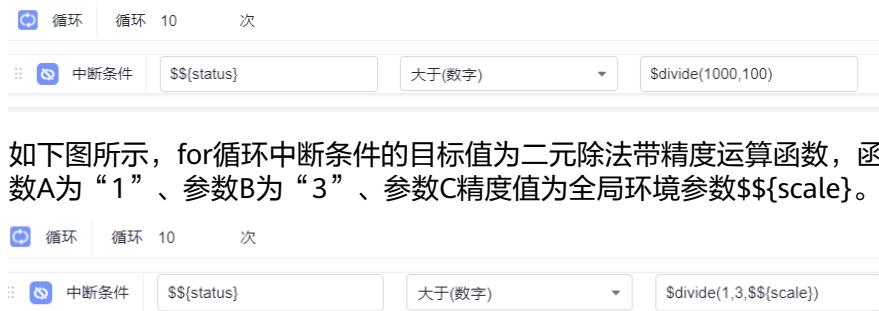 循环 循环 10 次
中断条件 $${status} 大于(数字) $divide(1000,100)
如下图所示，for循环中断条件的目标值为二元除法带精度运算函数，函
数A为“1”、参数B为“3”、参数C精度值为全局环境参数$${scale}。
循环 循环 10 次
中断条件 $${status} 大于(数字) $divide(1,3,$${scale})